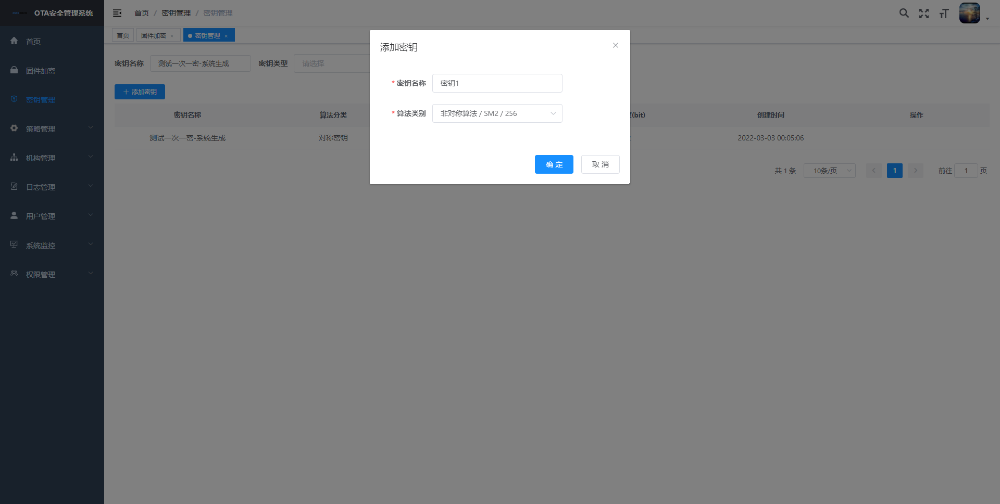 OTA安全管理系统
首页 / 密钥管理 / 密钥管理
首页
固件加密 ×
密钥管理 ×
首页
固件加密
密钥管理
策略管理
机构管理
日志管理
用户管理
系统监控
权限管理
密钥名称 测试一次一密-系统生成 密钥类型 请选择
+ 添加密钥
密钥名称 算法分类 (bit) 创建时间 操作
测试一次一密-系统生成 对称密钥 2022-03-03 00:05:06
共 1 条 10条/页 1 前往 1 页
添加密钥
* 密钥名称 密钥1
* 算法类别 非对称算法 / SM2 / 256
确 定 取 消